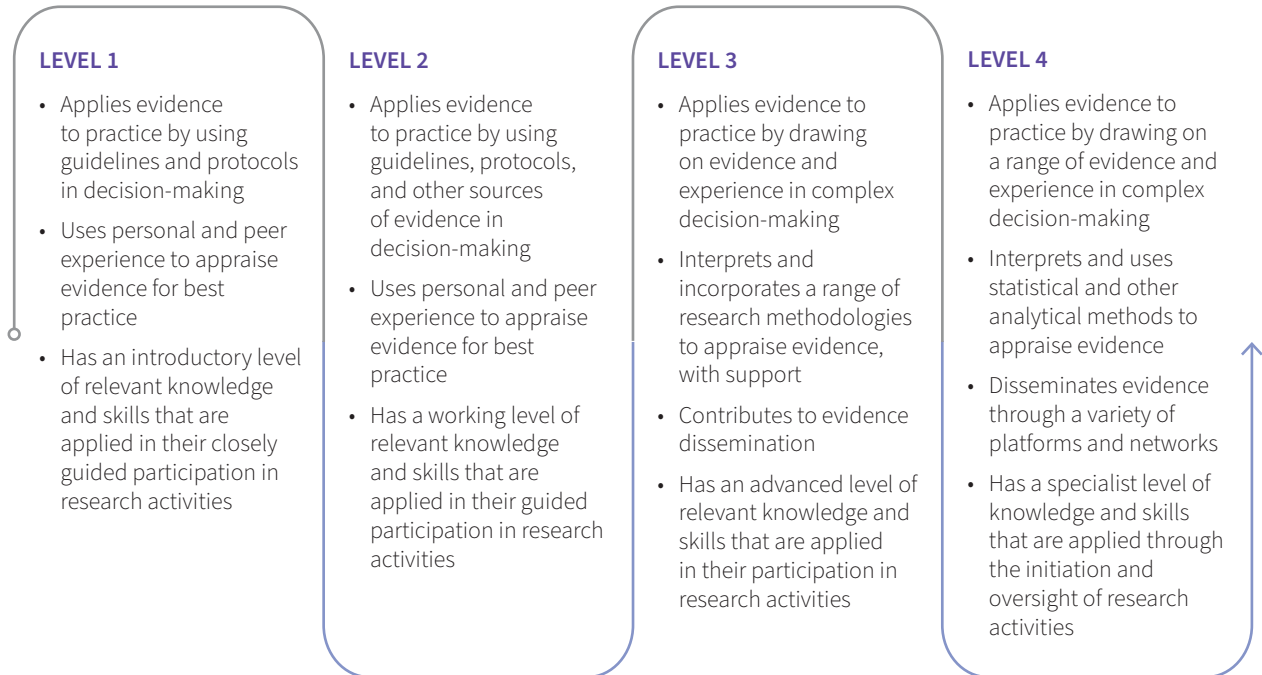 LEVEL 1
• Applies evidence
to practice by using
guidelines and protocols
in decision-making
• Uses personal and peer
experience to appraise
evidence for best
practice
• Has an introductory level
of relevant knowledge
and skills that are
applied in their closely
guided participation in
research activities
LEVEL 2
• Applies evidence
to practice by using
guidelines, protocols,
and other sources
of evidence in
decision-making
• Uses personal and peer
experience to appraise
evidence for best
practice
• Has a working level of
relevant knowledge
and skills that are
applied in their guided
participation in research
activities
LEVEL 3
• Applies evidence to
practice by drawing
on evidence and
experience in complex
decision-making
• Interprets and
incorporates a range of
research methodologies
to appraise evidence,
with support
• Contributes to evidence
dissemination
• Has an advanced level of
relevant knowledge and
skills that are applied
in their participation in
research activities
LEVEL 4
• Applies evidence to
practice by drawing on
a range of evidence and
experience in complex
decision-making
• Interprets and uses
statistical and other
analytical methods to
appraise evidence
• Disseminates evidence
through a variety of
platforms and networks
• Has a specialist level of
knowledge and skills
that are applied through
the initiation and
oversight of research
activities